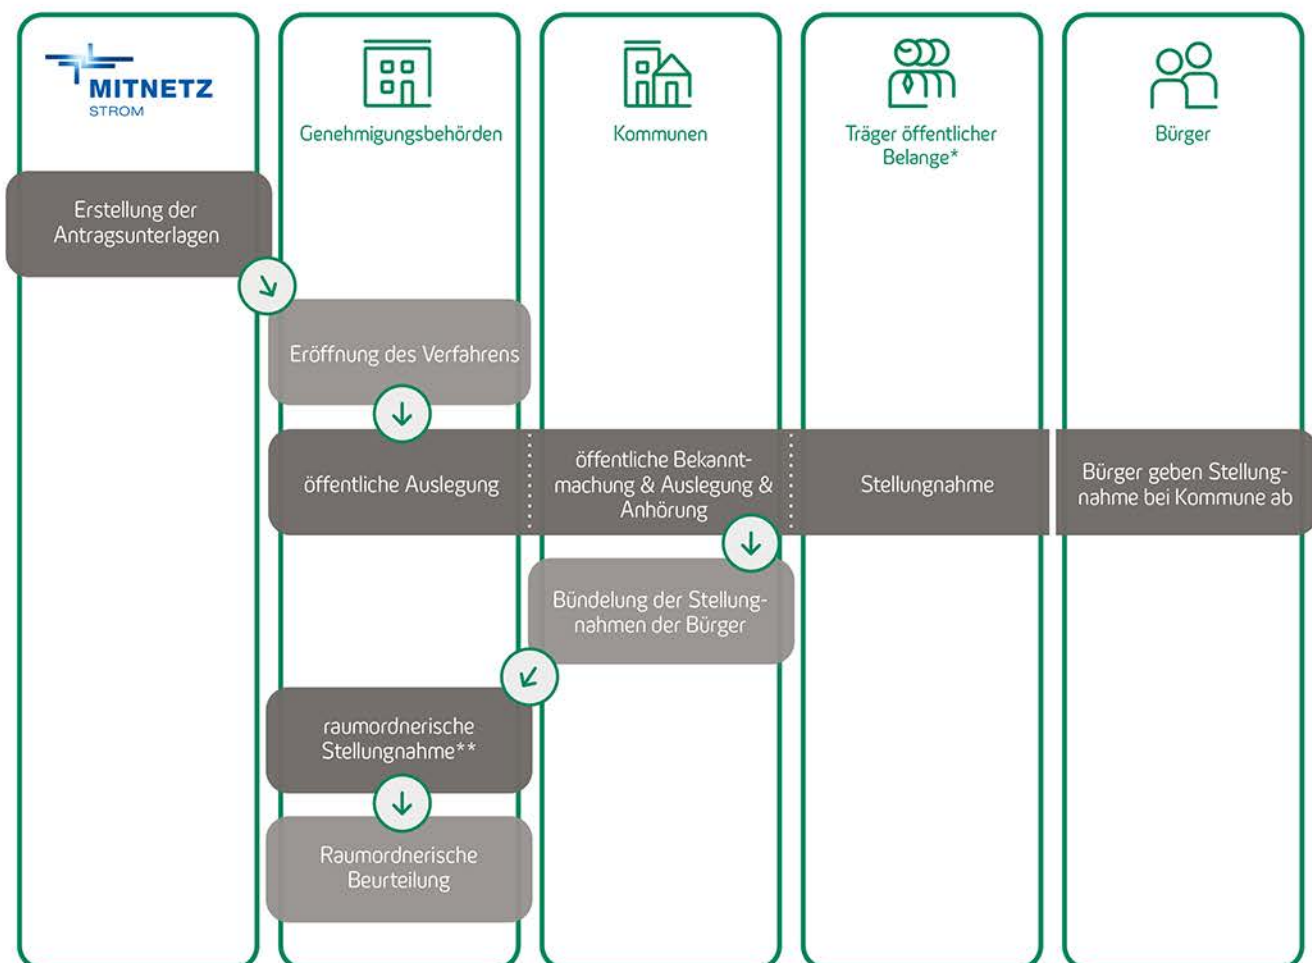 MITNETZ
STROM
Genehmigungsbehörden
Kommunen
Träger öffentlicher
Belange*
Bürger
Erstellung der
Antragsunterlagen
Eröffnung des Verfahrens
öffentliche Auslegung
öffentliche Bekannt-
machung & Auslegung &
Anhörung
Stellungnahme
Bürger geben Stellung-
nahme bei Kommune ab
Bündelung der Stellung-
nahmen der Bürger
raumordnerische
Stellungnahme**
Raumordnerische
Beurteilung